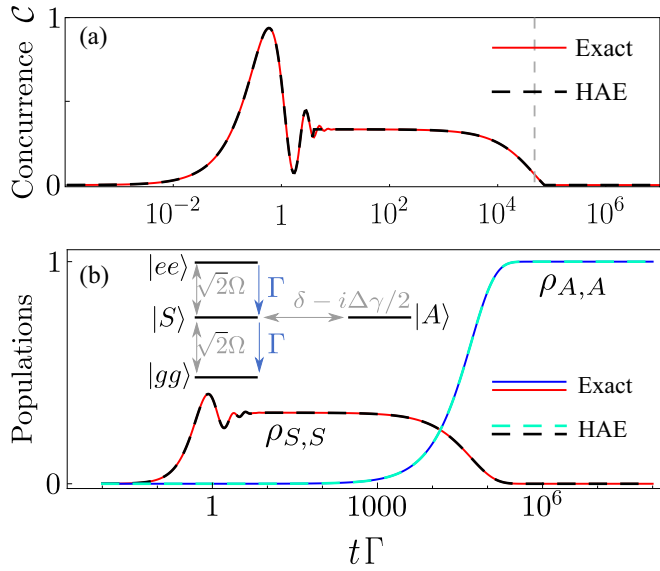 1
(a)
Exact
HAE
Concurrence 𝒞
0
10⁻²
1
10²
10⁴
10⁶
(b)
1
|ee⟩
√2Ω
Γ
δ − iΔγ/2
|S⟩
|A⟩
√2Ω
Γ
|gg⟩
ρ_{A,A}
Exact
HAE
ρ_{S,S}
Populations
0
1
1000
10⁶
tΓ